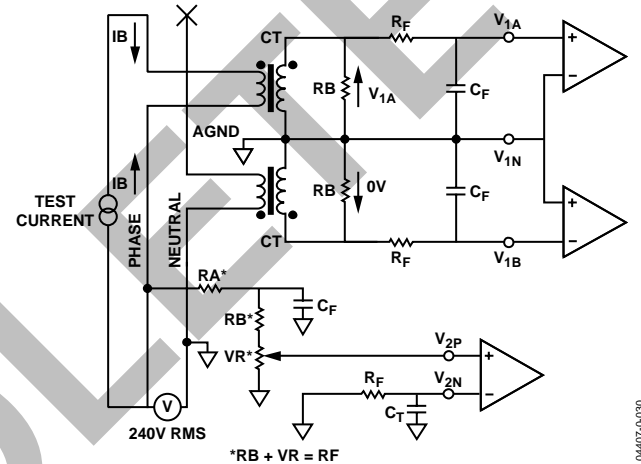 IB
CT
RF
V1A
RB
V1A
CF
+
–
AGND
V1N
IB
TEST
CURRENT
PHASE
NEUTRAL
RB
0V
CF
+
–
CT
RF
V1B
RA*
CF
RB*
VR*
V2P
+
RF
V2N
–
CT
V
240V RMS
*RB + VR = RF
04407-0-030